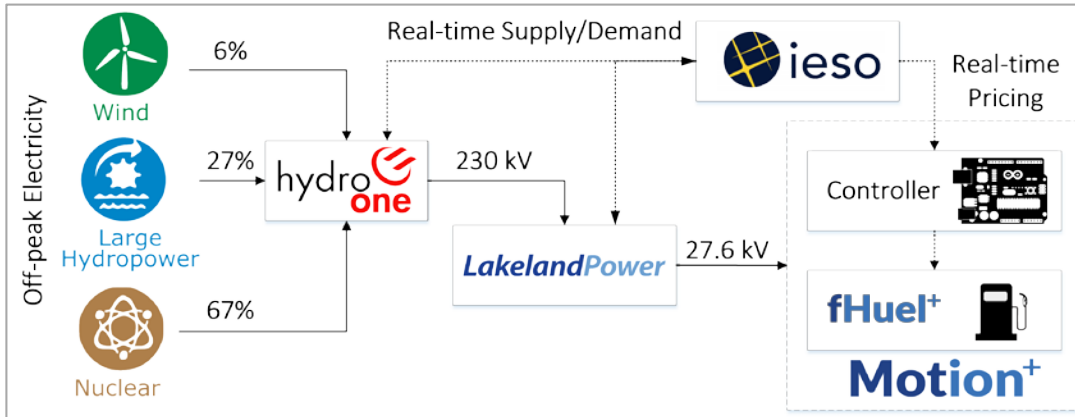 Off-peak Electricity
6%
Wind
27%
Large
Hydropower
67%
Nuclear
Real-time Supply/Demand
hydro
one
230 kV
LakelandPower
27.6 kV
ieso
Real-time
Pricing
Controller
fHuel+
Motion+